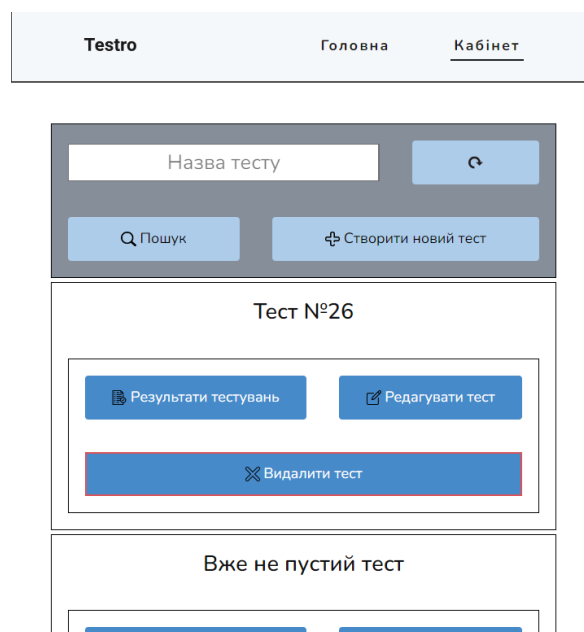 Testro Головна Кабінет
Назва тесту
Пошук Створити новий тест
Тест №26
Результати тестувань Редагувати тест
Видалити тест
Вже не пустий тест